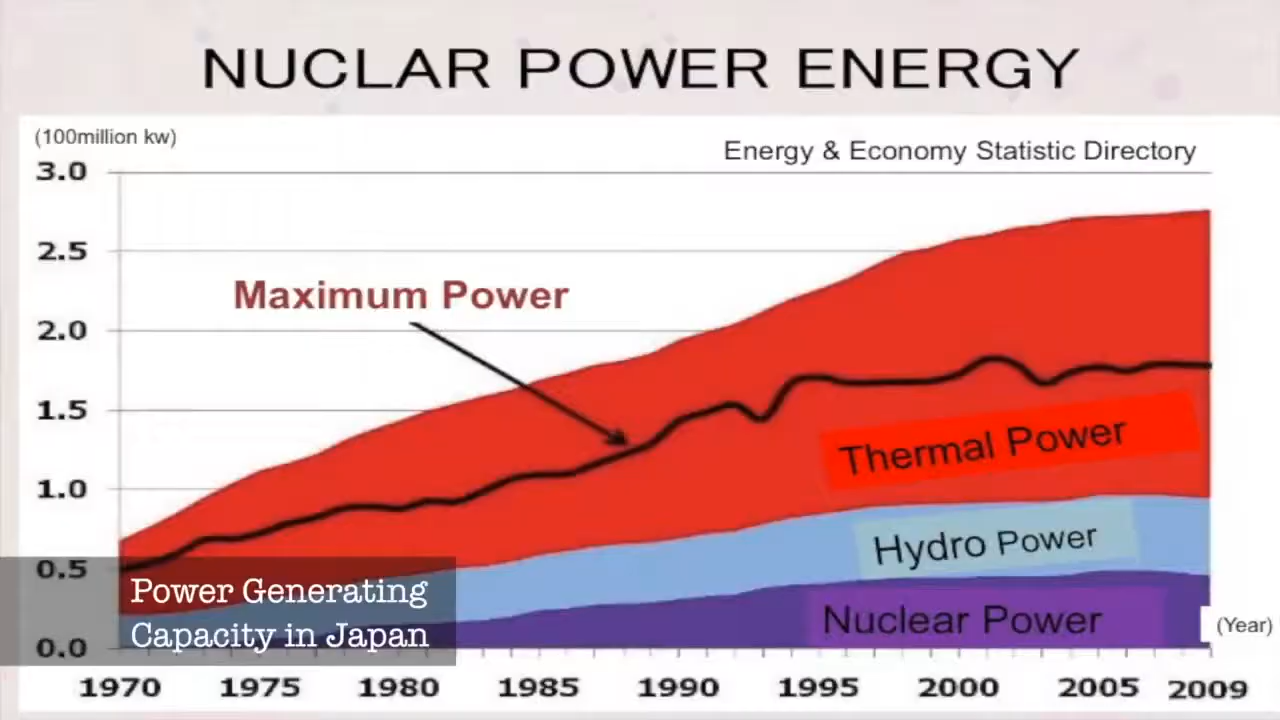 NUCLAR POWER ENERGY
(100million kw)
Energy & Economy Statistic Directory
3.0
2.5
Maximum Power
2.0
1.5
Thermal Power
1.0
Hydro Power
0.5
Power Generating
Capacity in Japan
Nuclear Power
(Year)
0.0
1970 1975 1980 1985 1990 1995 2000 2005 2009